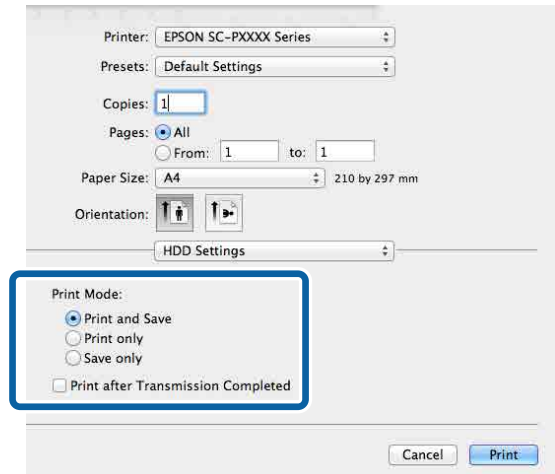 Printer: EPSON SC-PXXXX Series
Presets: Default Settings
Copies: 1
Pages: All
From: 1 to: 1
Paper Size: A4 210 by 297 mm
Orientation:
HDD Settings
Print Mode:
Print and Save
Print only
Save only
Print after Transmission Completed
Cancel Print